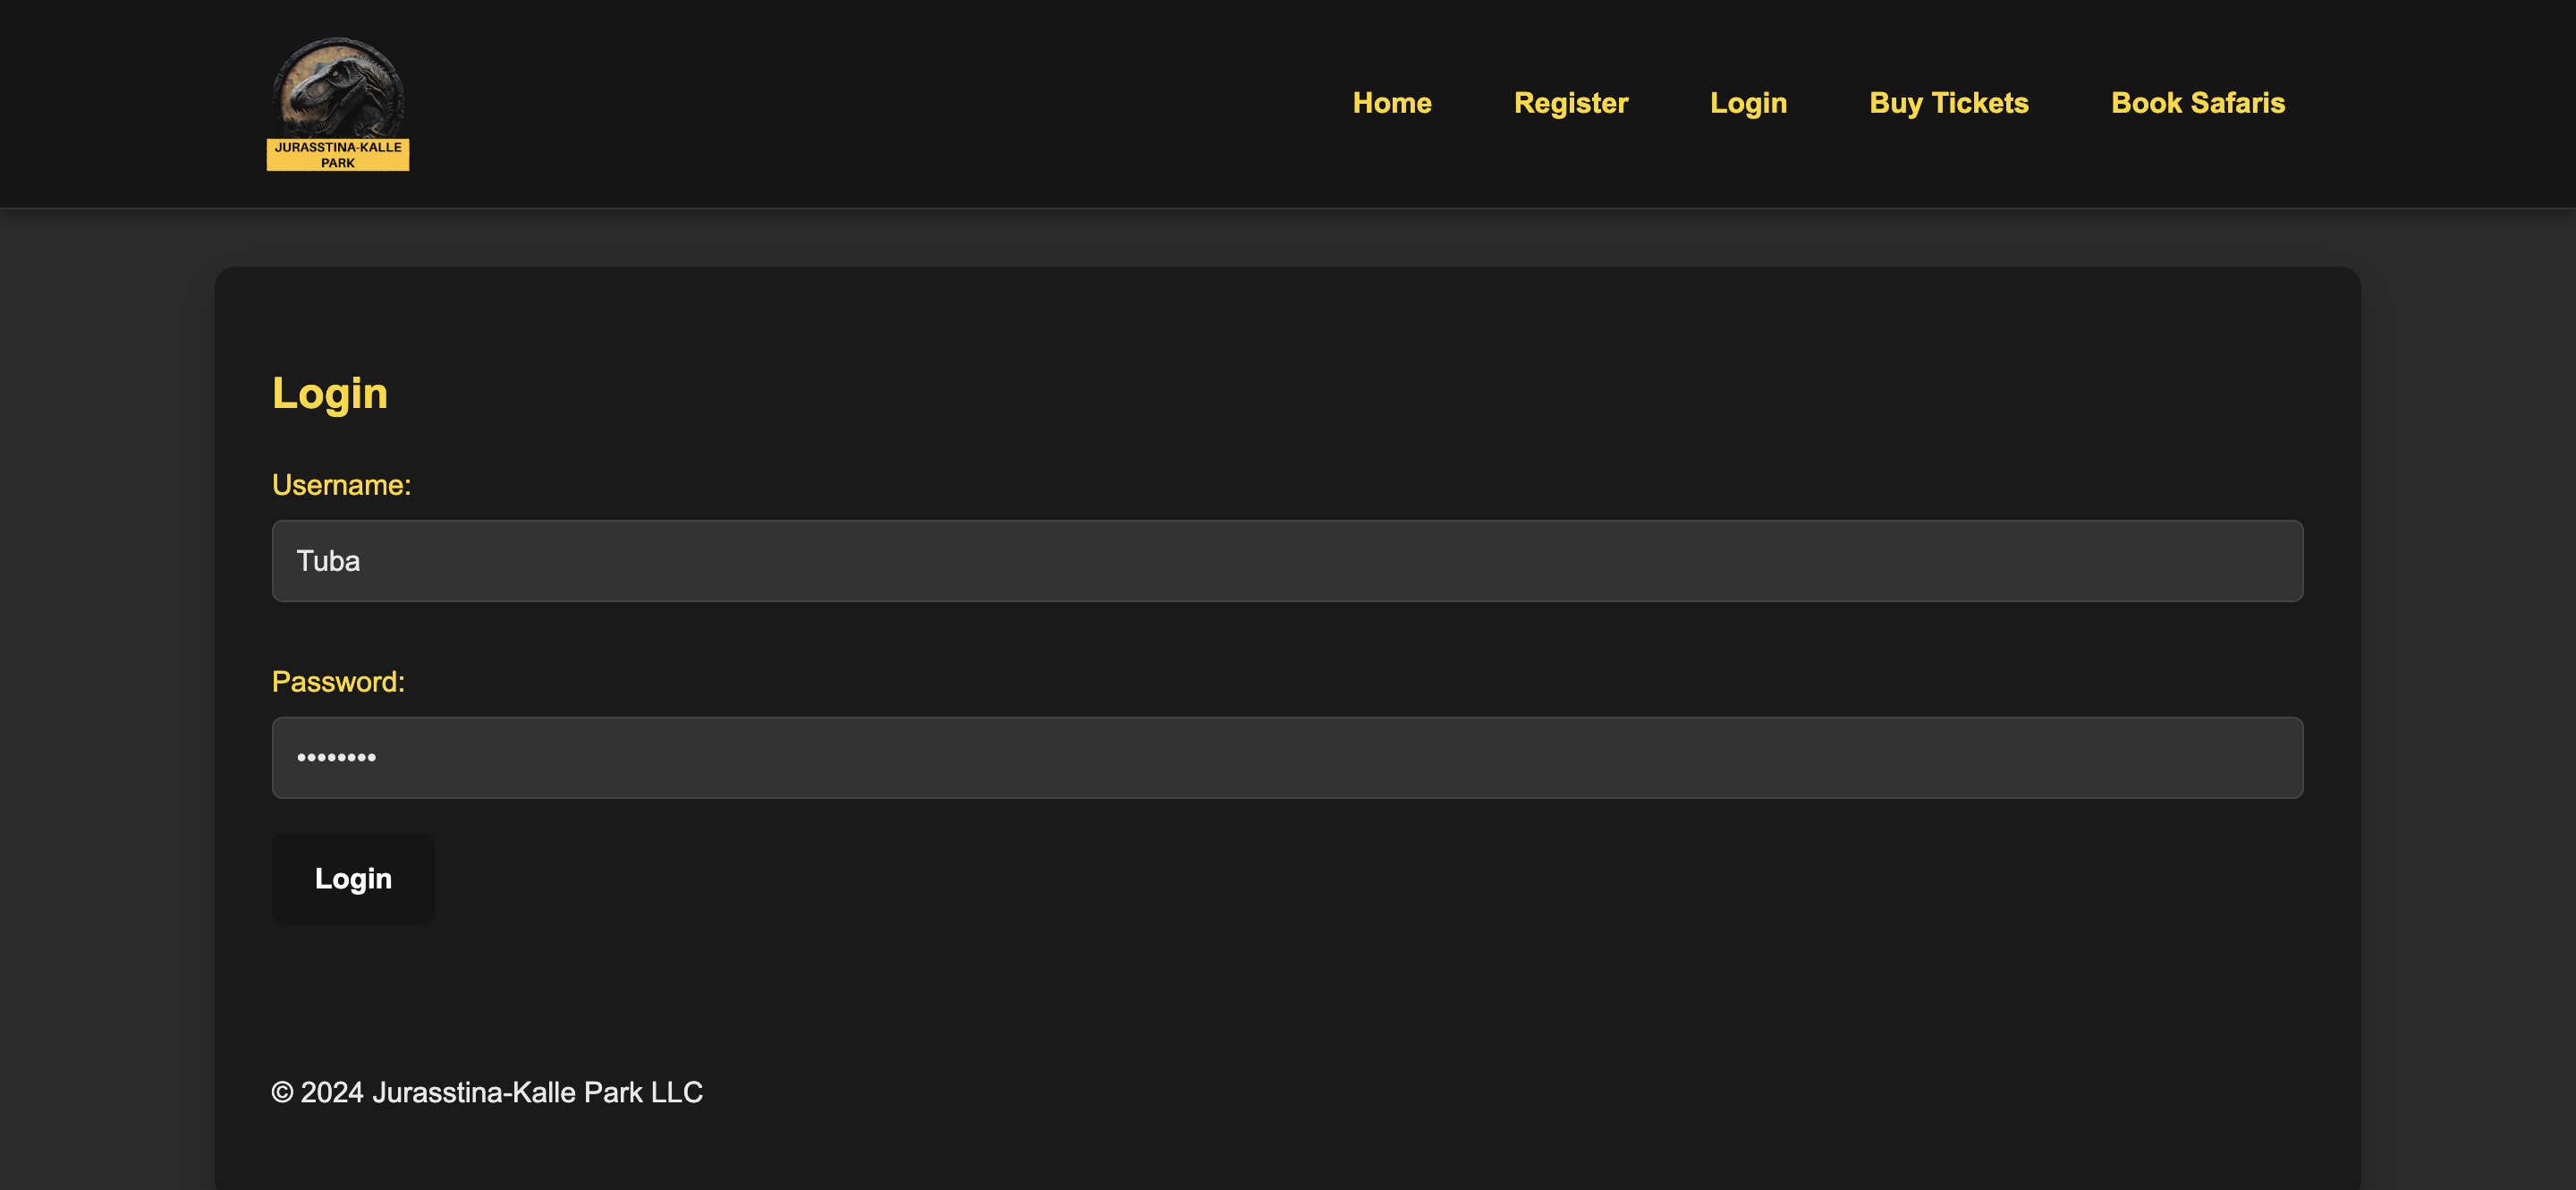 JURASSTINA-KALLE
PARK
Home Register Login Buy Tickets Book Safaris
Login
Username:
Tuba
Password:
••••••••
Login
© 2024 Jurasstina-Kalle Park LLC